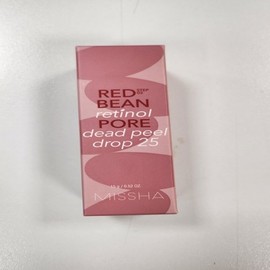 RED
BEAN
retinol
PORE
dead peel
drop 25
MISSHA